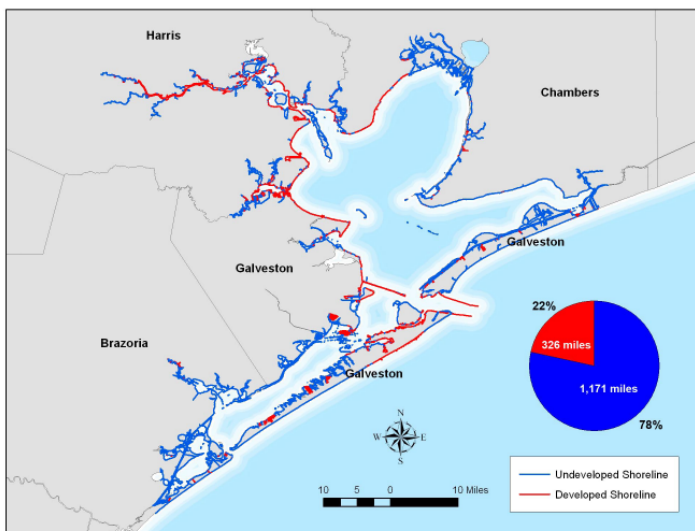 Harris
Chambers
Galveston
Galveston
Brazoria
Galveston
22%
326 miles
1,171 miles
78%
N
W E
S
10 5 0 10 Miles
Undeveloped Shoreline
Developed Shoreline